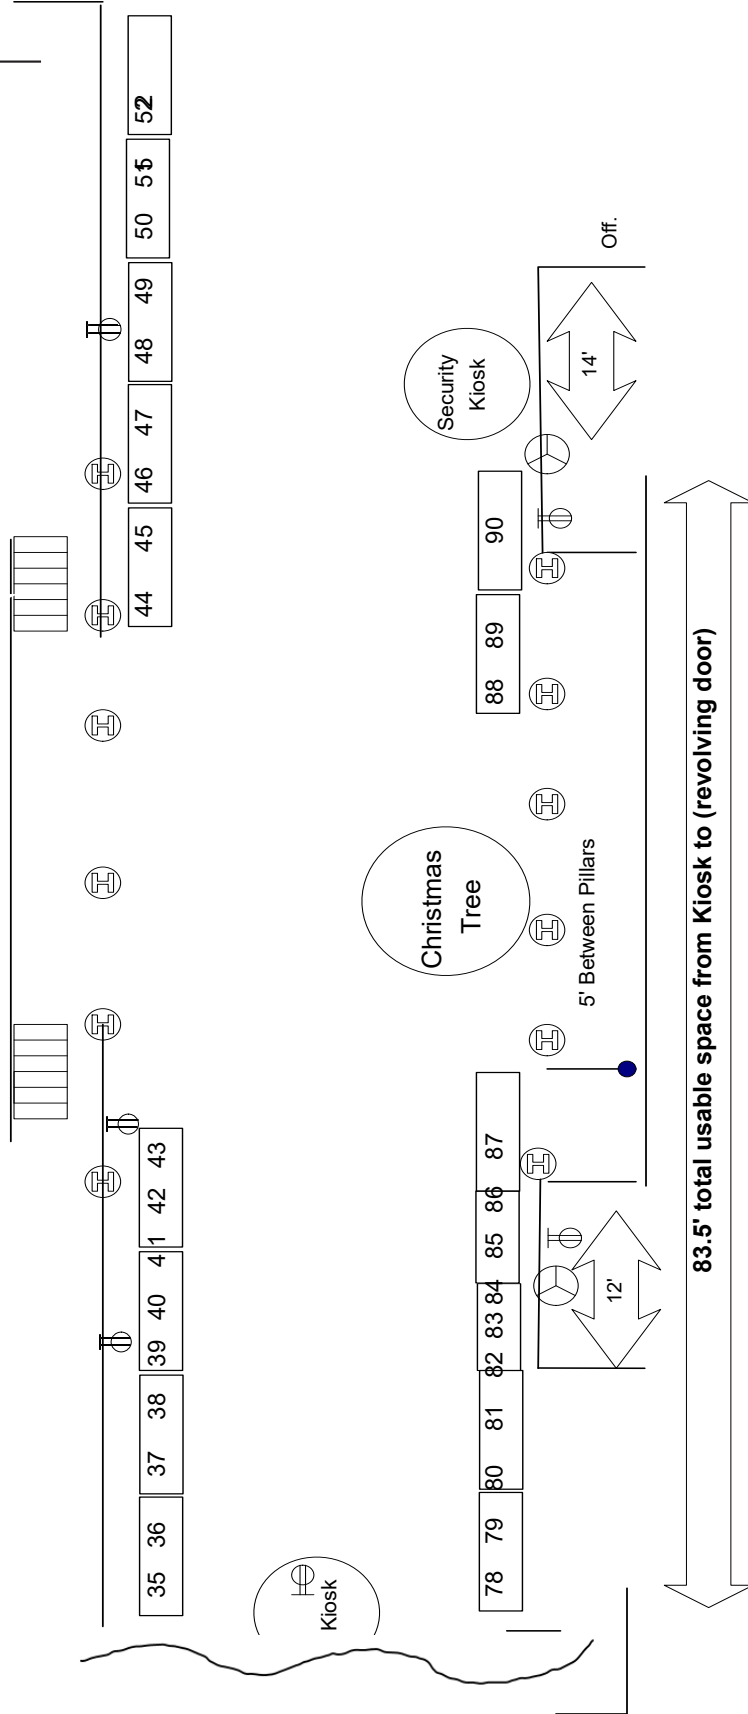 35 36 37 38 39 40 41 42 43 44 45 46 47 48 49 50 51 52
Kiosk
Christmas
Tree
Security
Kiosk
78 79 80 81 82 83 84 85 86 87 88 89 90
5' Between Pillars
12'
14'
Off.
83.5' total usable space from Kiosk to (revolving door)